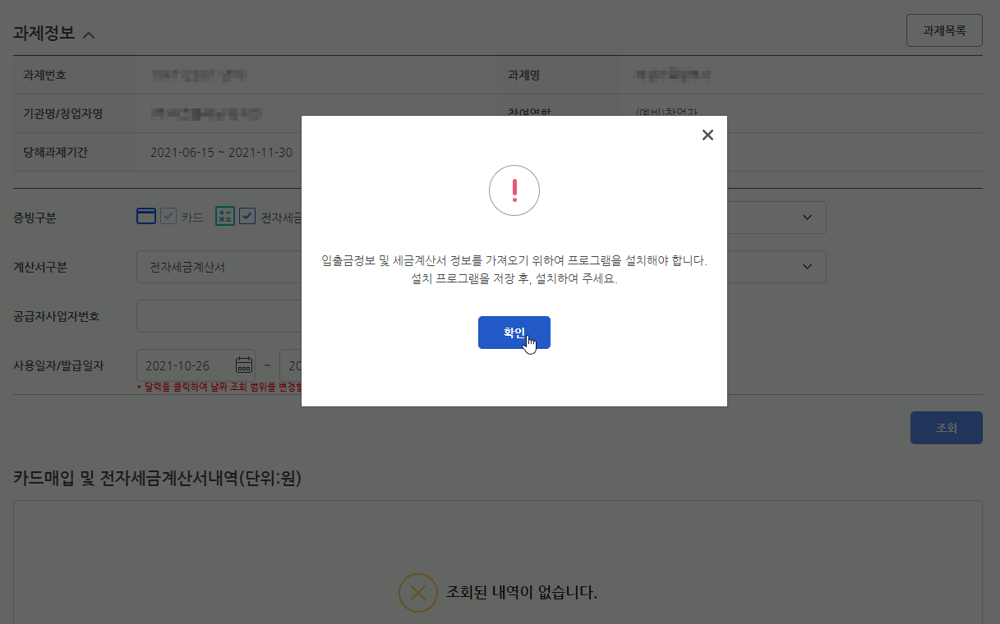 과제정보
과제목록
과제번호
과제명
기관명/창업자명
참여역할
(예비)창업자
당해과제기간
2021-06-15 ~ 2021-11-30
입출금정보 및 세금계산서 정보를 가져오기 위하여 프로그램을 설치해야 합니다.
설치 프로그램을 저장 후, 설치하여 주세요.
확인
증빙구분
카드
전자세금
계산서구분
전자세금계산서
공급자사업자번호
사용일자/발급일자
2021-10-26
~
20
* 달력을 클릭하여 날짜 조회 범위를 변경할
조회
카드매입 및 전자세금계산서내역(단위:원)
조회된 내역이 없습니다.